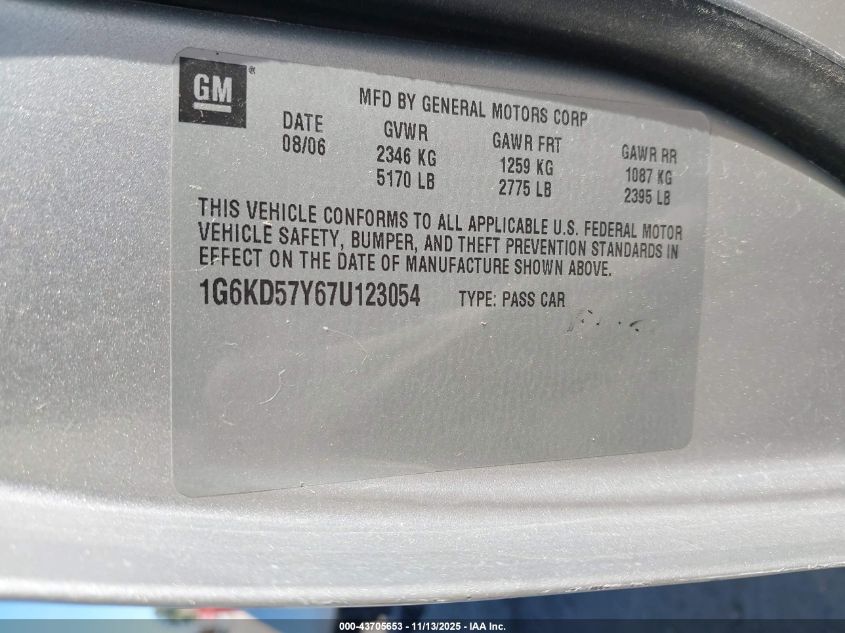 GM®
MFD BY GENERAL MOTORS CORP
DATE GVWR GAWR FRT GAWR RR
08/06 2346 KG 1259 KG 1087 KG
5170 LB 2775 LB 2395 LB
THIS VEHICLE CONFORMS TO ALL APPLICABLE U.S. FEDERAL MOTOR
VEHICLE SAFETY, BUMPER, AND THEFT PREVENTION STANDARDS IN
EFFECT ON THE DATE OF MANUFACTURE SHOWN ABOVE.
1G6KD57Y67U123054 TYPE: PASS CAR
000-43705653 - 11/13/2025 - IAA Inc.